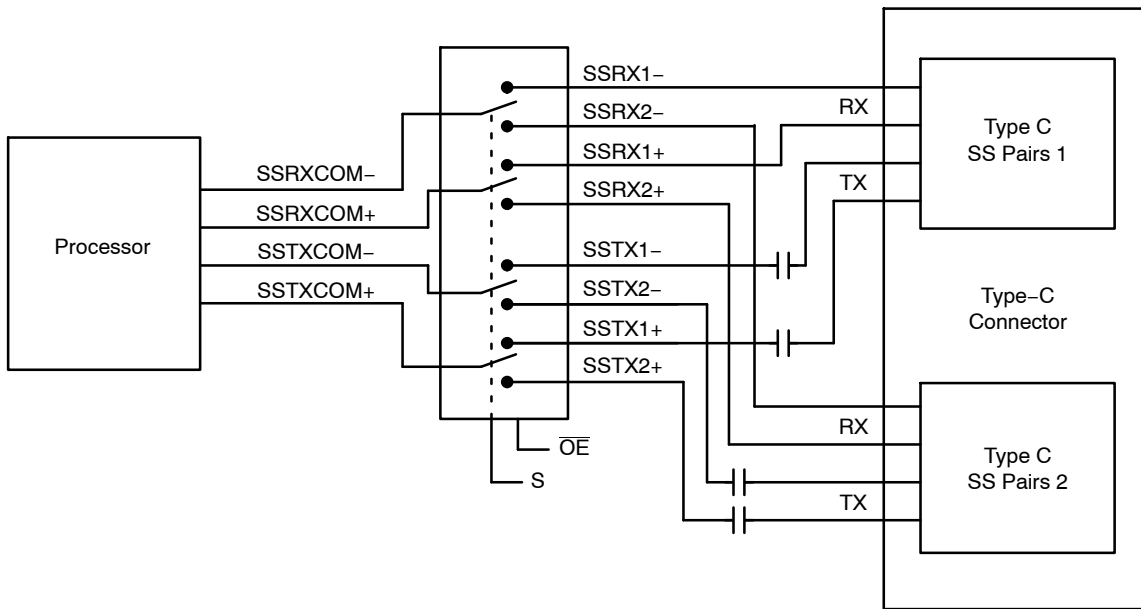 Processor
SSRXCOM−
SSRXCOM+
SSTXCOM−
SSTXCOM+
SSRX1−
SSRX2−
SSRX1+
SSRX2+
SSTX1−
SSTX2−
SSTX1+
SSTX2+
OE
S
RX
TX
Type C
SS Pairs 1
Type−C
Connector
RX
TX
Type C
SS Pairs 2